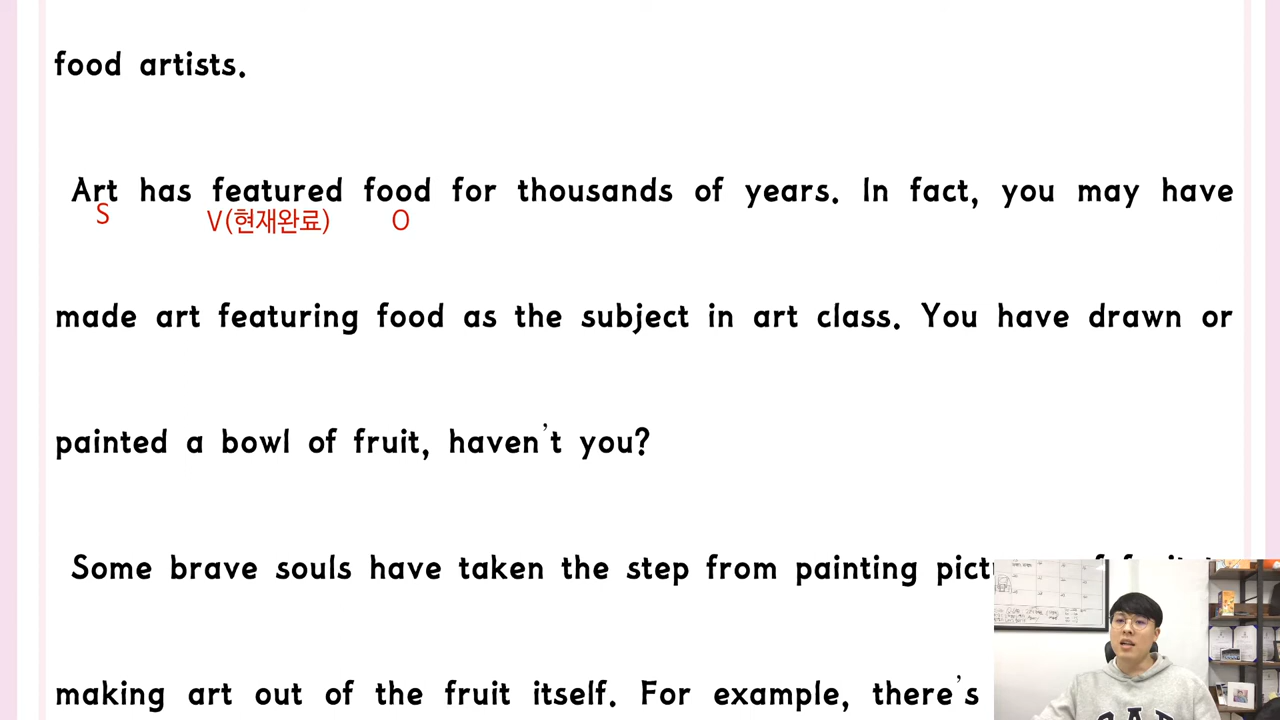 food artists.
Art has featured food for thousands of years. In fact, you may have
S V(현재완료) O
made art featuring food as the subject in art class. You have drawn or
painted a bowl of fruit, haven't you?
Some brave souls have taken the step from painting
making art out of the fruit itself. For example, there's